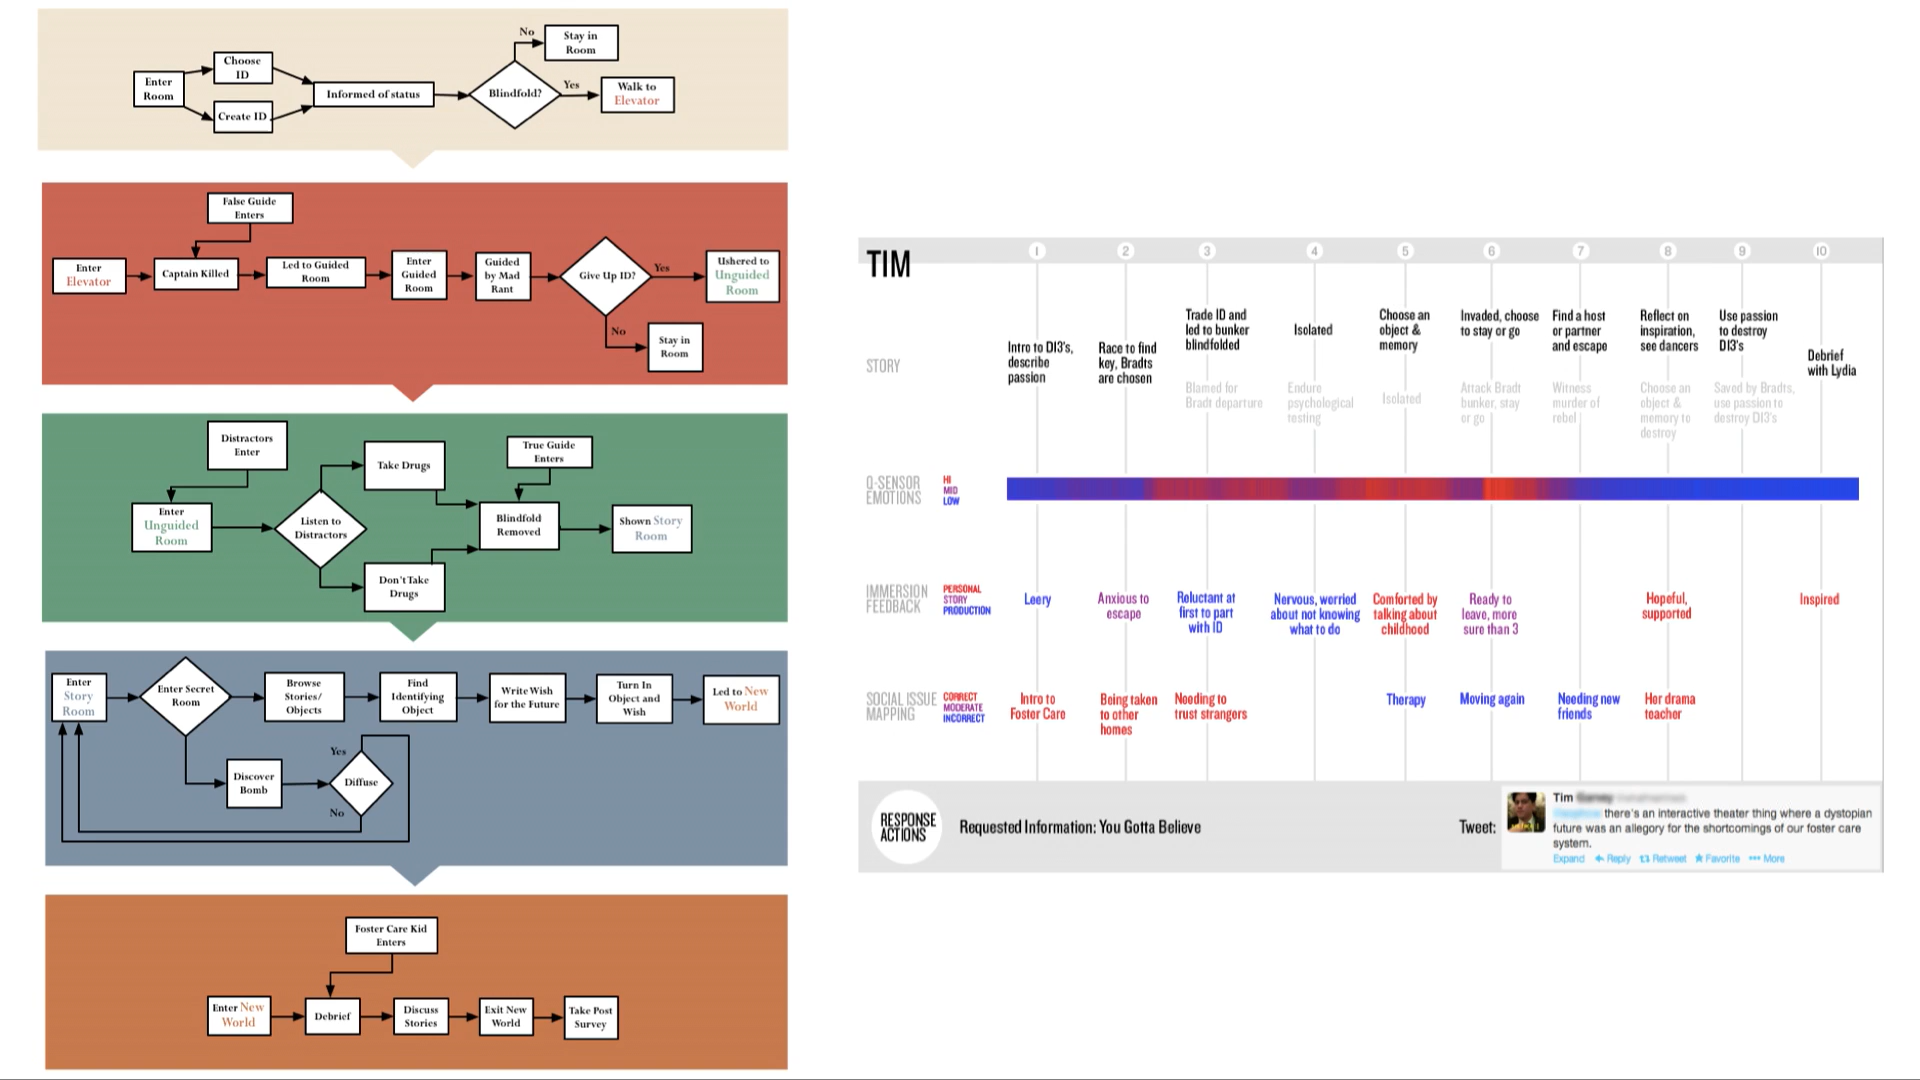 No
Stay in
Room
Choose
ID
Enter
Room
Informed of status
Blindfold?
Yes
Walk to
Elevator
Create ID
False Guide
Enters
Enter
Elevator
Captain Killed
Led to Guided
Room
Enter
Guided
Room
Guided
by Mad
Rant
Give Up ID?
Yes
Ushered to
Unguided
Room
No
Stay in
Room
Distractors
Enter
Take Drugs
True Guide
Enters
Enter
Unguided
Room
Listen to
Distractors
Blindfold
Removed
Shown Story
Room
Don't Take
Drugs
Enter
Story
Room
Enter Secret
Room
Browse
Stories/
Objects
Find
Identifying
Object
Write Wish
for the Future
Turn In
Object and
Wish
Led to New
World
Yes
Discover
Bomb
Diffuse
No
Foster Care Kid
Enters
Enter New
World
Debrief
Discuss
Stories
Exit New
World
Take Post
Survey
TIM
1 2 3 4 5 6 7 8 9 10
STORY
Intro to DI3's,
describe
passion
Race to find
key, Bradts
are chosen
Trade ID and
led to bunker
blindfolded
Isolated
Choose an
object &
memory
Invaded, choose
to stay or go
Find a host
or partner
and escape
Reflect on
inspiration,
see dancers
Use passion
to destroy
DI3's
Debrief
with Lydia
Blamed for
Bradt departure
Endure
psychological
testing
Isolated
Attack Bradt
bunker, stay
or go
Witness
murder of
rebel
Choose an
object &
memory to
destroy
Saved by Bradts,
use passion to
destroy DI3's
Q-SENSOR
EMOTIONS
HI
MID
LOW
IMMERSION
FEEDBACK
PERSONAL
STORY
PRODUCTION
Leery
Anxious to
escape
Reluctant at
first to part
with ID
Nervous, worried
about not knowing
what to do
Comforted by
talking about
childhood
Ready to
leave, more
sure than 3
Hopeful,
supported
Inspired
SOCIAL ISSUE
MAPPING
CORRECT
MODERATE
INCORRECT
Intro to
Foster Care
Being taken
to other
homes
Needing to
trust strangers
Therapy
Moving again
Needing new
friends
Her drama
teacher
RESPONSE
ACTIONS
Requested Information: You Gotta Believe
Tweet:
Tim
there's an interactive theater thing where a dystopian
future was an allegory for the shortcomings of our foster care
system.
Expand Reply Retweet Favorite More